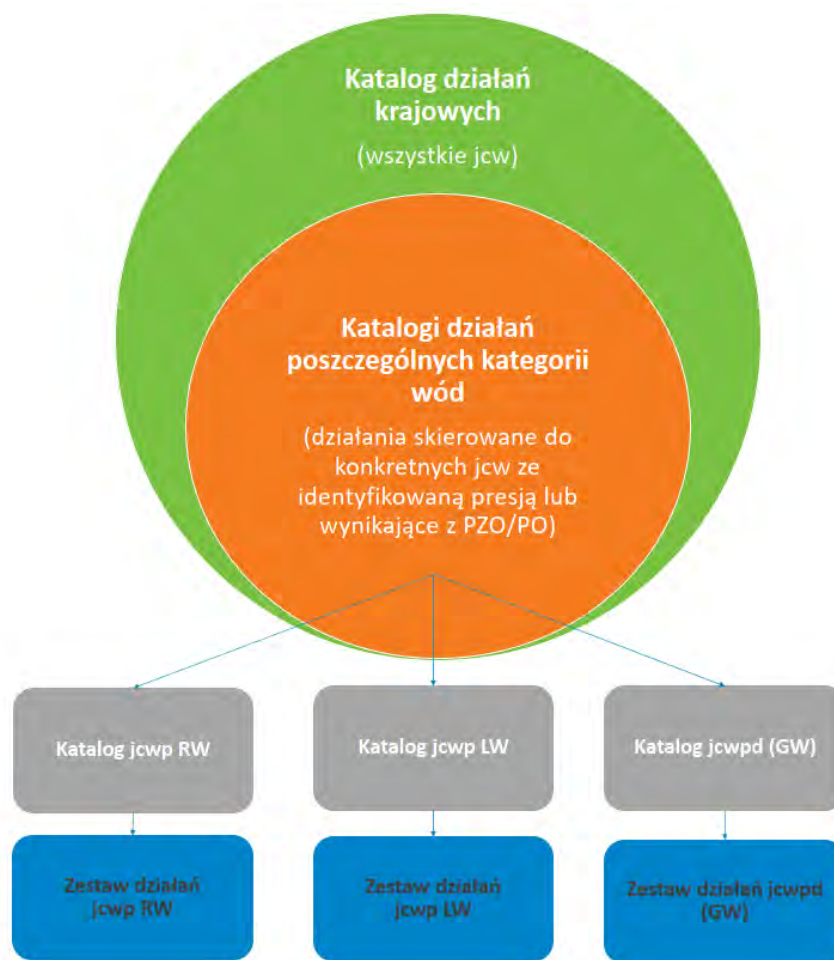 Katalog działań
krajowych
(wszystkie jcw)
Katalogi działań
poszczególnych kategorii
wód
(działania skierowane do
konkretnych jcw ze
identyfikowaną presją lub
wynikające z PZO/PO)
Katalog jcwp RW
Katalog jcwp LW
Katalog jcwpd (GW)
Zestaw działań
jcwp RW
Zestaw działań
jcwp LW
Zestaw działań jcwpd
(GW)